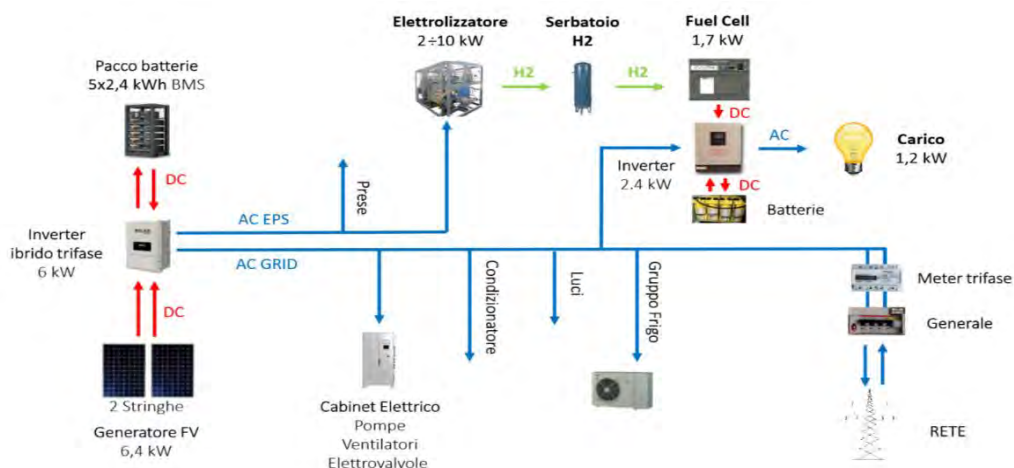 Elettrolizzatore
2÷10 kW
Serbatoio
H2
Fuel Cell
1,7 kW
Pacco batterie
5x2,4 kWh BMS
H2
H2
DC
AC
Carico
1,2 kW
Inverter
2.4 kW
DC
Batterie
DC
Prese
AC EPS
Inverter
ibrido trifase
6 kW
AC GRID
Condizionatore
Luci
Gruppo Frigo
Meter trifase
Generale
DC
2 Stringhe
Generatore FV
6,4 kW
Cabinet Elettrico
Pompe
Ventilatori
Elettrovalvole
RETE